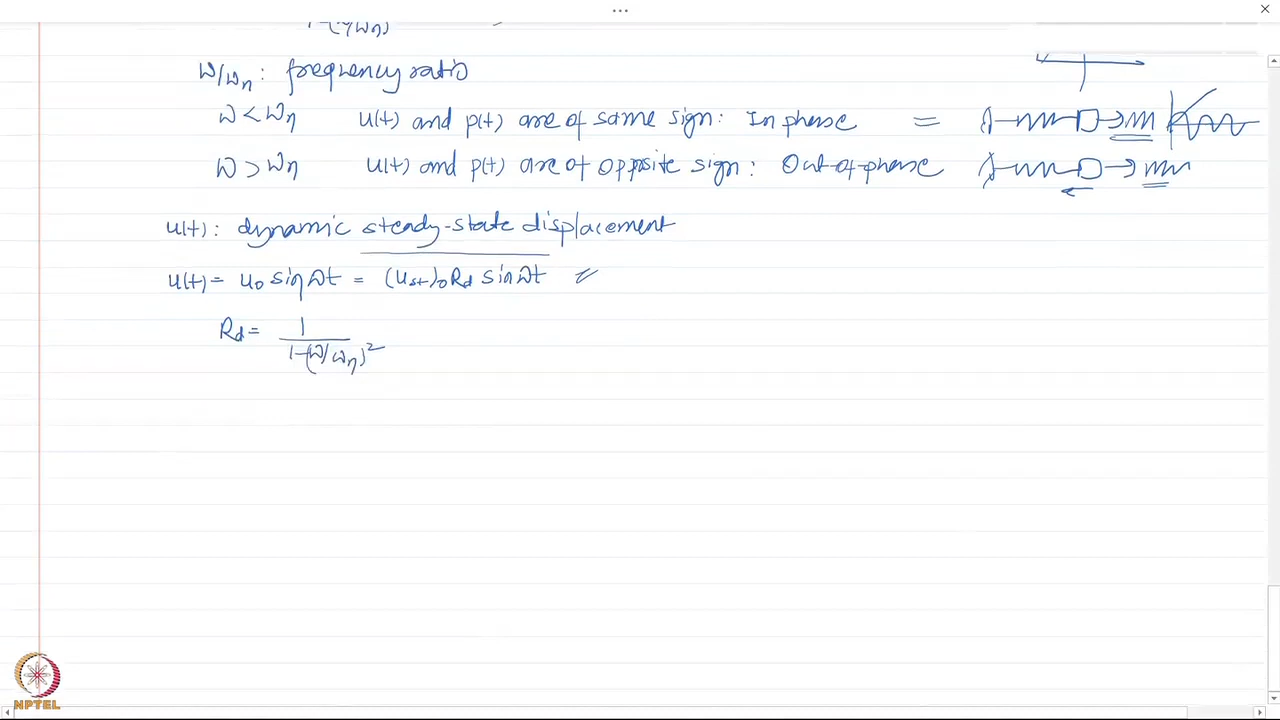 1-(ω/ωn)
ω/ωn : frequency ratio
ω < ωn u(t) and p(t) are of same sign : In phase =
ω > ωn u(t) and p(t) are of opposite sign : Out-of-phase
u(t) : dynamic steady-state displacement
u(t) = u0 sin ωt = (ust)0 Rd sin ωt
Rd = 1
1-(ω/ωn)²
NPTEL